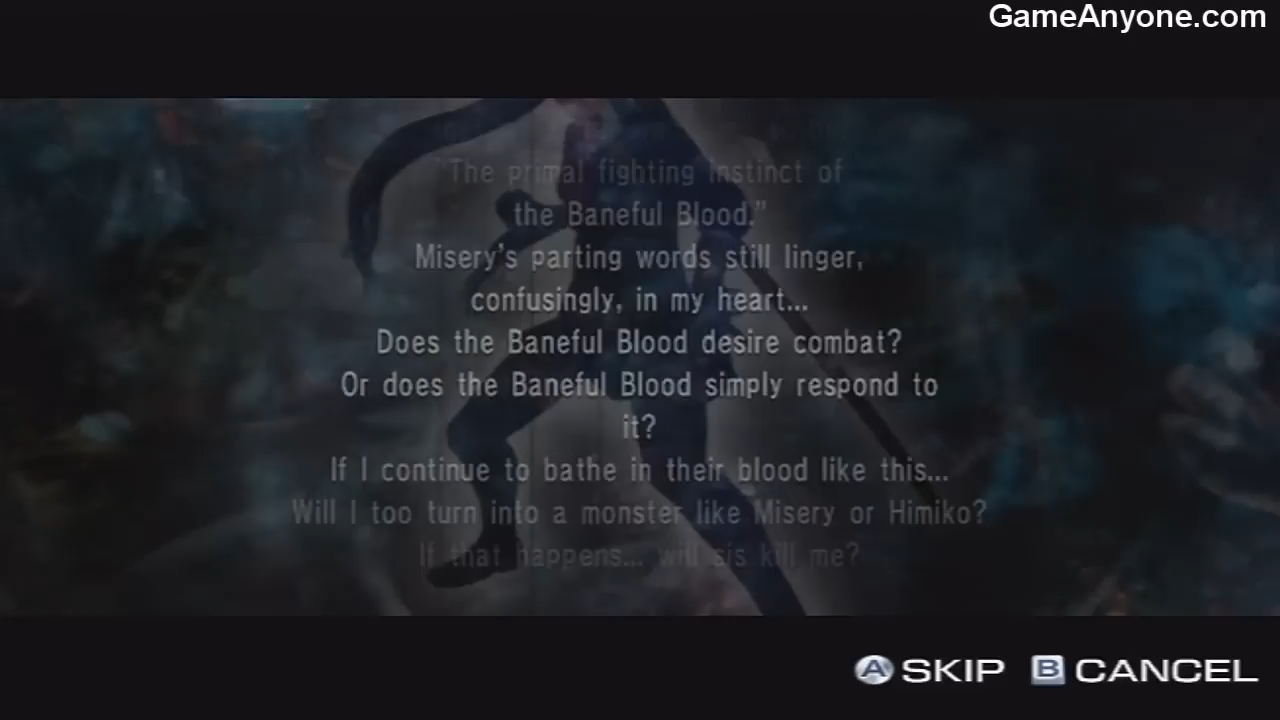 GameAnyone.com
"The primal fighting instinct of
the Baneful Blood."
Misery's parting words still linger,
confusingly, in my heart...
Does the Baneful Blood desire combat?
Or does the Baneful Blood simply respond to
it?
If I continue to bathe in their blood like this...
Will I too turn into a monster like Misery or Himiko?
If that happens... will sis kill me?
A SKIP B CANCEL